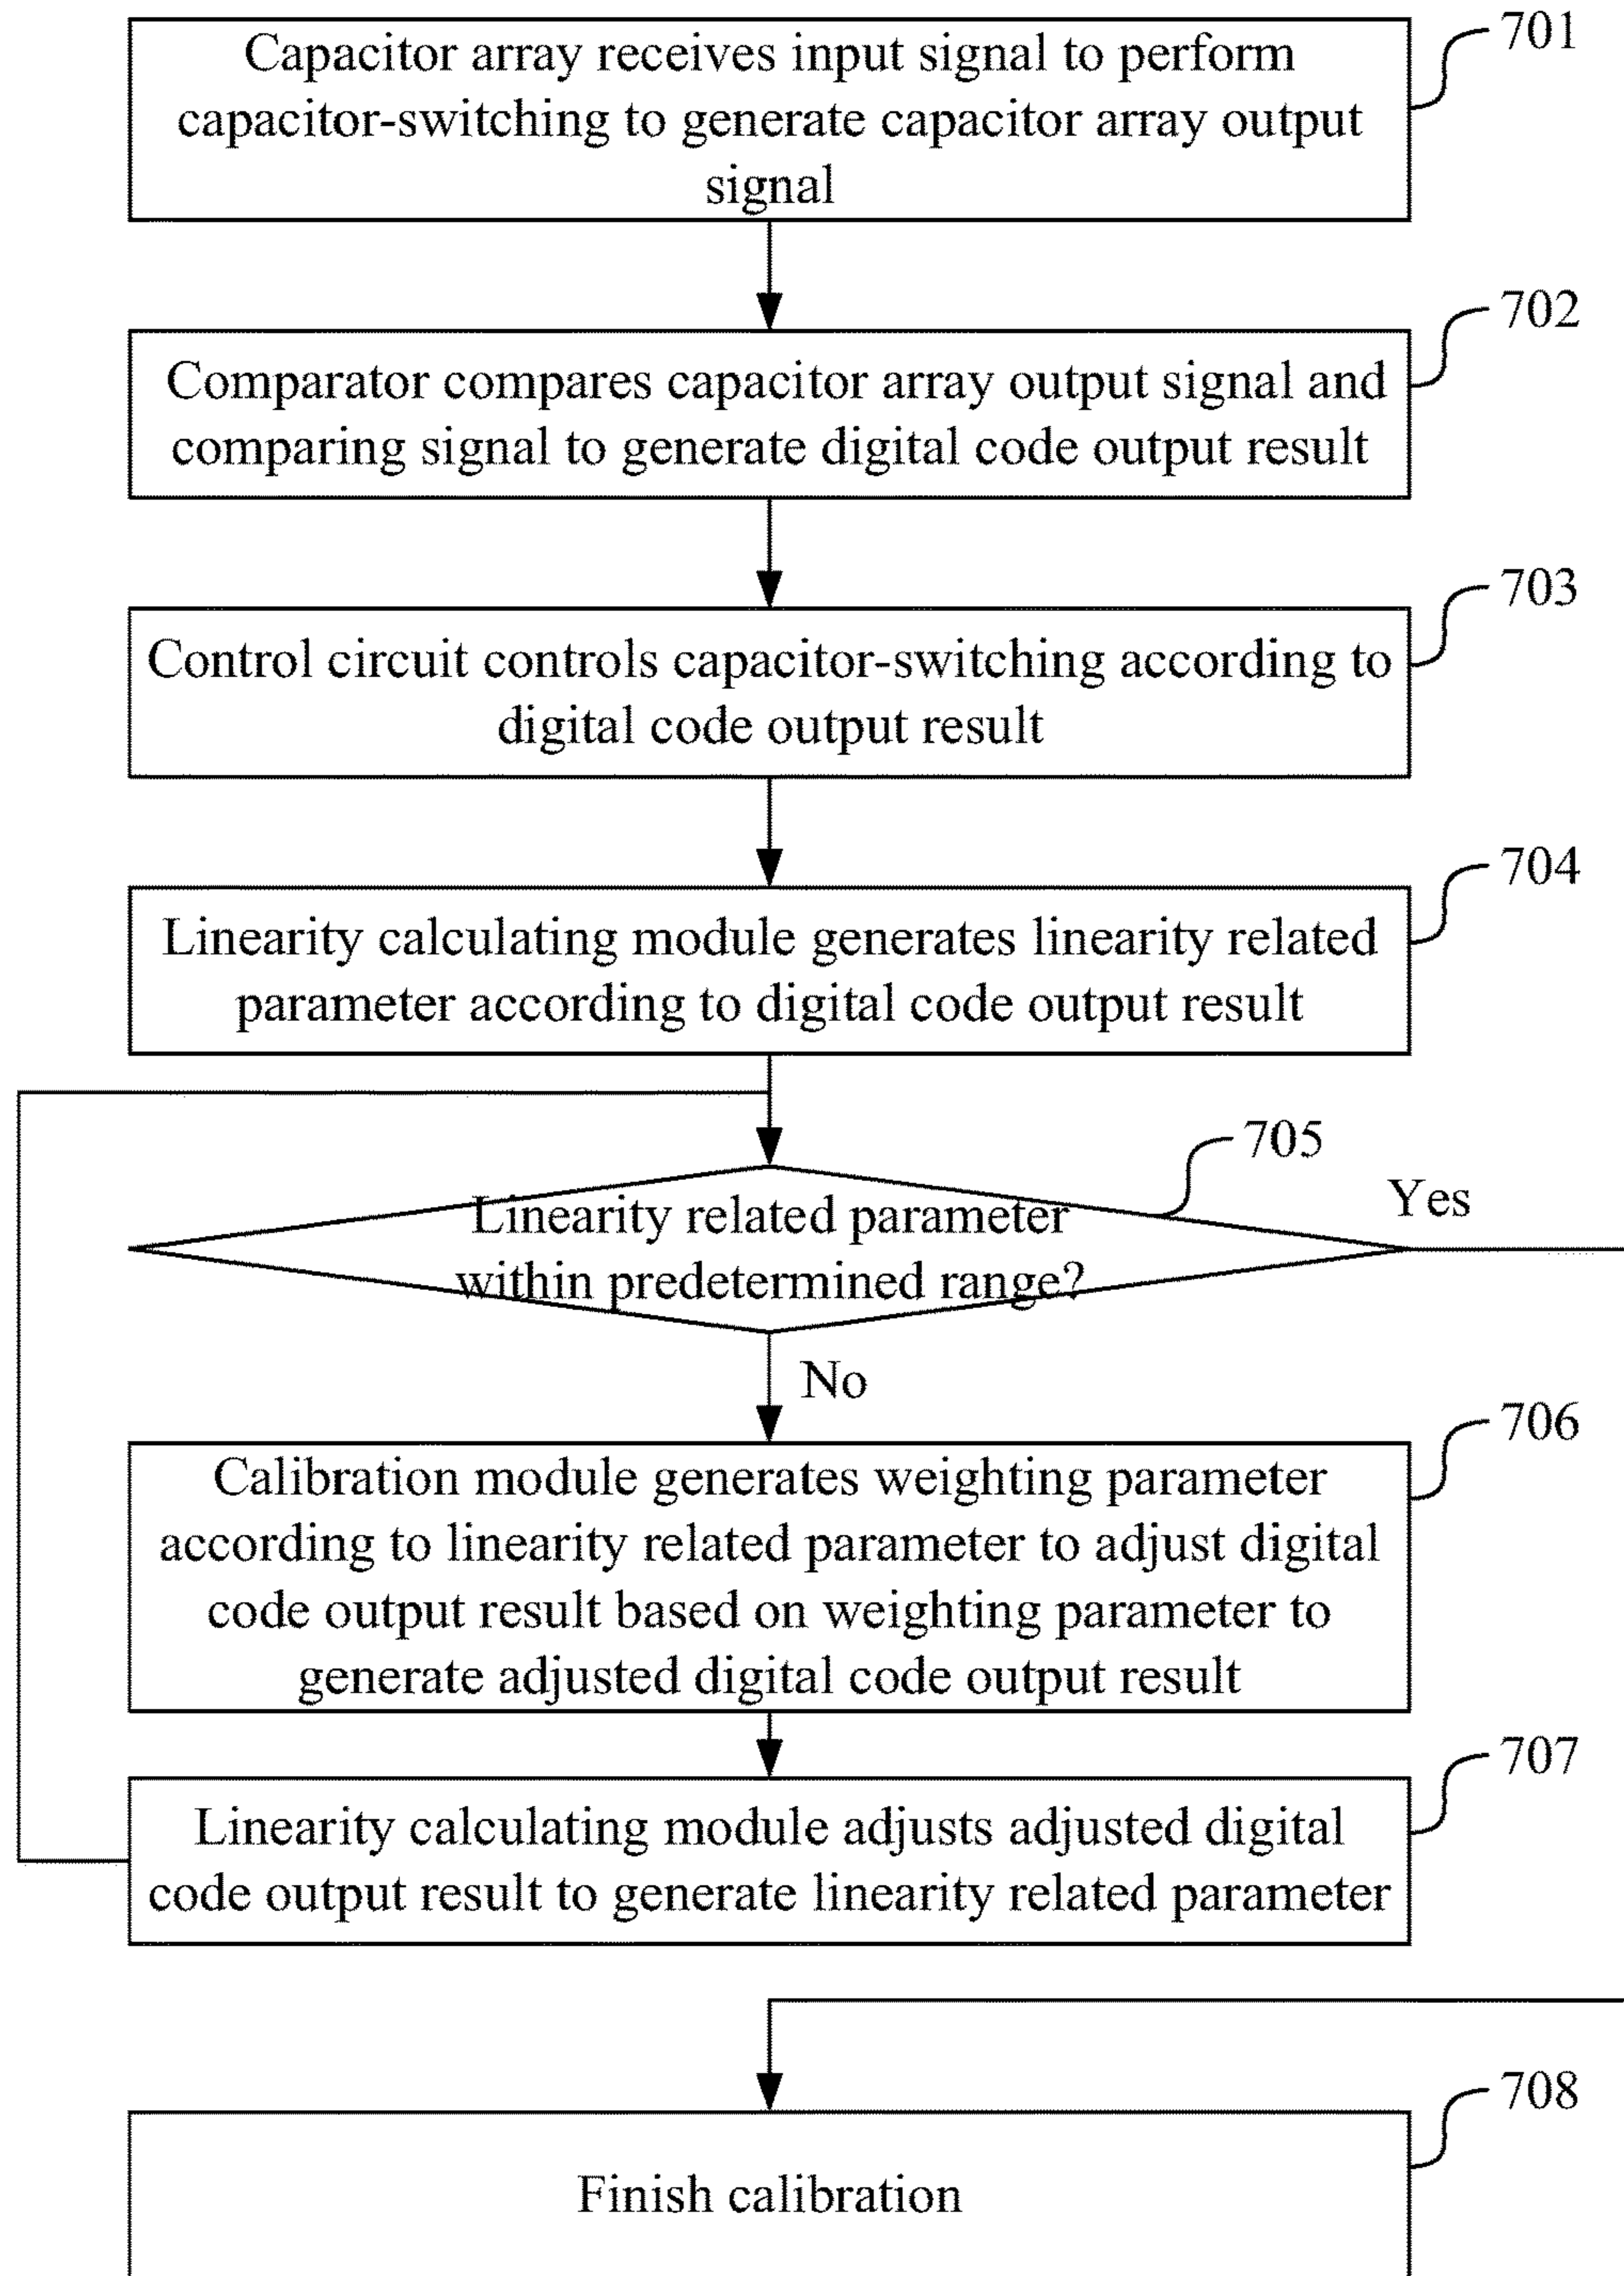 Capacitor array receives input signal to perform
capacitor-switching to generate capacitor array output
signal
701
Comparator compares capacitor array output signal and
comparing signal to generate digital code output result
702
Control circuit controls capacitor-switching according to
digital code output result
703
Linearity calculating module generates linearity related
parameter according to digital code output result
704
Linearity related parameter
within predetermined range?
705
Yes
No
Calibration module generates weighting parameter
according to linearity related parameter to adjust digital
code output result based on weighting parameter to
generate adjusted digital code output result
706
Linearity calculating module adjusts adjusted digital
code output result to generate linearity related parameter
707
Finish calibration
708